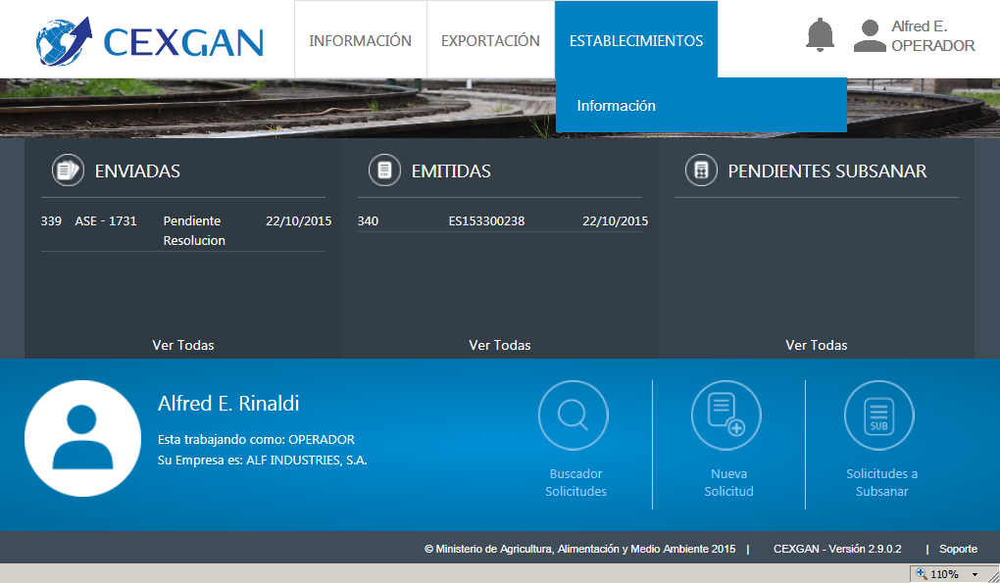 CEXGAN
INFORMACIÓN
EXPORTACIÓN
ESTABLECIMIENTOS
Alfred E.
OPERADOR
Información
ENVIADAS
339 ASE - 1731 Pendiente 22/10/2015
Resolucion
Ver Todas
EMITIDAS
340 ES153300238 22/10/2015
Ver Todas
PENDIENTES SUBSANAR
Ver Todas
Alfred E. Rinaldi
Esta trabajando como: OPERADOR
Su Empresa es: ALF INDUSTRIES, S.A.
Buscador
Solicitudes
Nueva
Solicitud
SUB
Solicitudes a
Subsanar
© Ministerio de Agricultura, Alimentación y Medio Ambiente 2015 | CEXGAN - Versión 2.9.0.2 | Soporte
110%